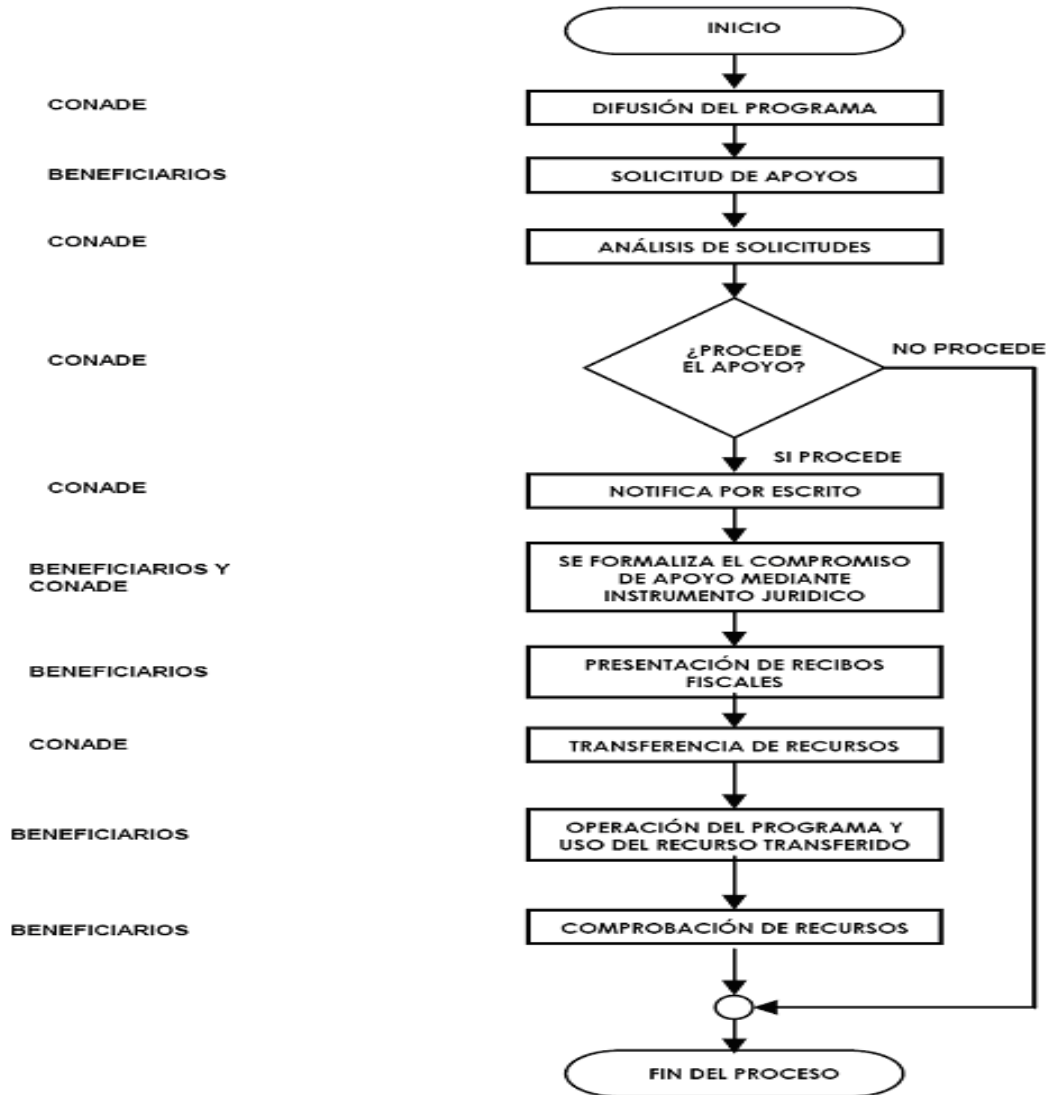 INICIO
CONADE
DIFUSIÓN DEL PROGRAMA
BENEFICIARIOS
SOLICITUD DE APOYOS
CONADE
ANÁLISIS DE SOLICITUDES
CONADE
¿PROCEDE
EL APOYO?
NO PROCEDE
SI PROCEDE
CONADE
NOTIFICA POR ESCRITO
BENEFICIARIOS Y
CONADE
SE FORMALIZA EL COMPROMISO
DE APOYO MEDIANTE
INSTRUMENTO JURIDICO
BENEFICIARIOS
PRESENTACIÓN DE RECIBOS
FISCALES
CONADE
TRANSFERENCIA DE RECURSOS
BENEFICIARIOS
OPERACIÓN DEL PROGRAMA Y
USO DEL RECURSO TRANSFERIDO
BENEFICIARIOS
COMPROBACIÓN DE RECURSOS
FIN DEL PROCESO